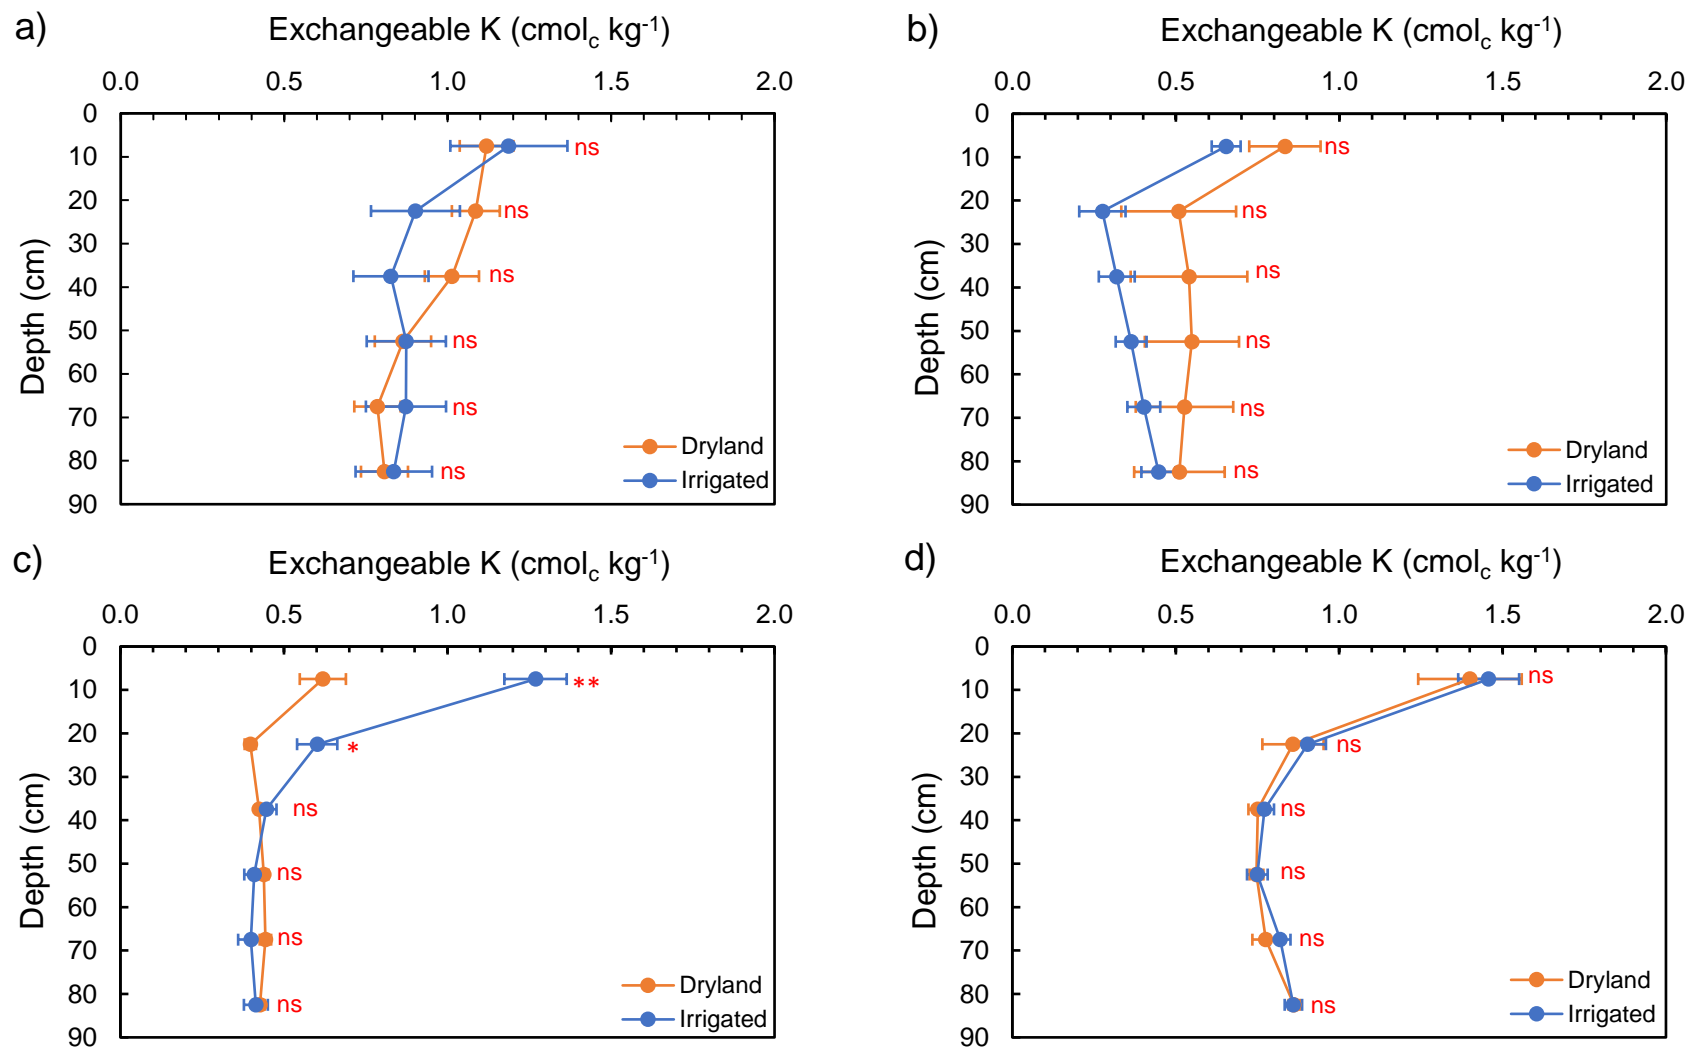 a)
Exchangeable K (cmol_c kg^-1)
0.0 0.5 1.0 1.5 2.0
0
10
20
30
40
50
60
70
80
90
Depth (cm)
ns
ns
ns
ns
ns
ns
Dryland
Irrigated
b)
Exchangeable K (cmol_c kg^-1)
0.0 0.5 1.0 1.5 2.0
0
10
20
30
40
50
60
70
80
90
Depth (cm)
ns
ns
ns
ns
ns
ns
Dryland
Irrigated
c)
Exchangeable K (cmol_c kg^-1)
0.0 0.5 1.0 1.5 2.0
0
10
20
30
40
50
60
70
80
90
Depth (cm)
**
*
ns
ns
ns
ns
Dryland
Irrigated
d)
Exchangeable K (cmol_c kg^-1)
0.0 0.5 1.0 1.5 2.0
0
10
20
30
40
50
60
70
80
90
Depth (cm)
ns
ns
ns
ns
ns
ns
Dryland
Irrigated